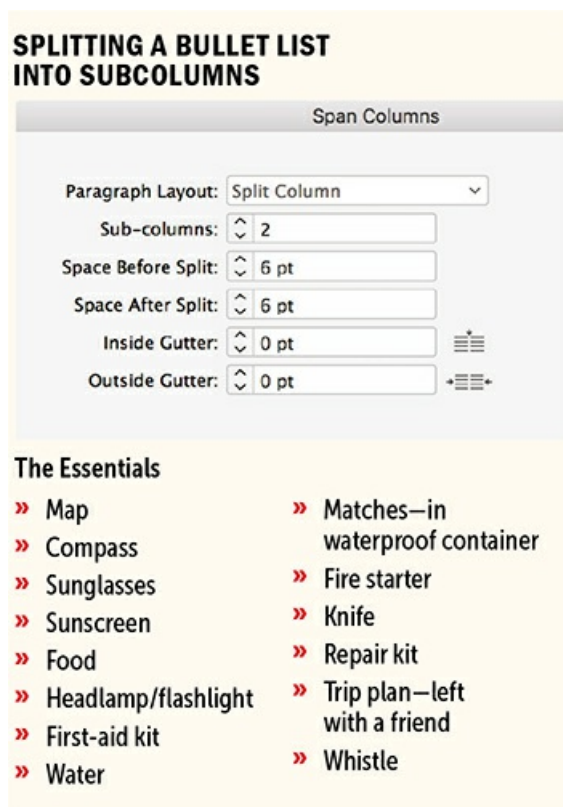 SPLITTING A BULLET LIST
INTO SUBCOLUMNS
Span Columns
Paragraph Layout: Split Column
Sub-columns: 2
Space Before Split: 6 pt
Space After Split: 6 pt
Inside Gutter: 0 pt
Outside Gutter: 0 pt
The Essentials
» Map
» Compass
» Sunglasses
» Sunscreen
» Food
» Headlamp/flashlight
» First-aid kit
» Water
» Matches—in
waterproof container
» Fire starter
» Knife
» Repair kit
» Trip plan—left
with a friend
» Whistle